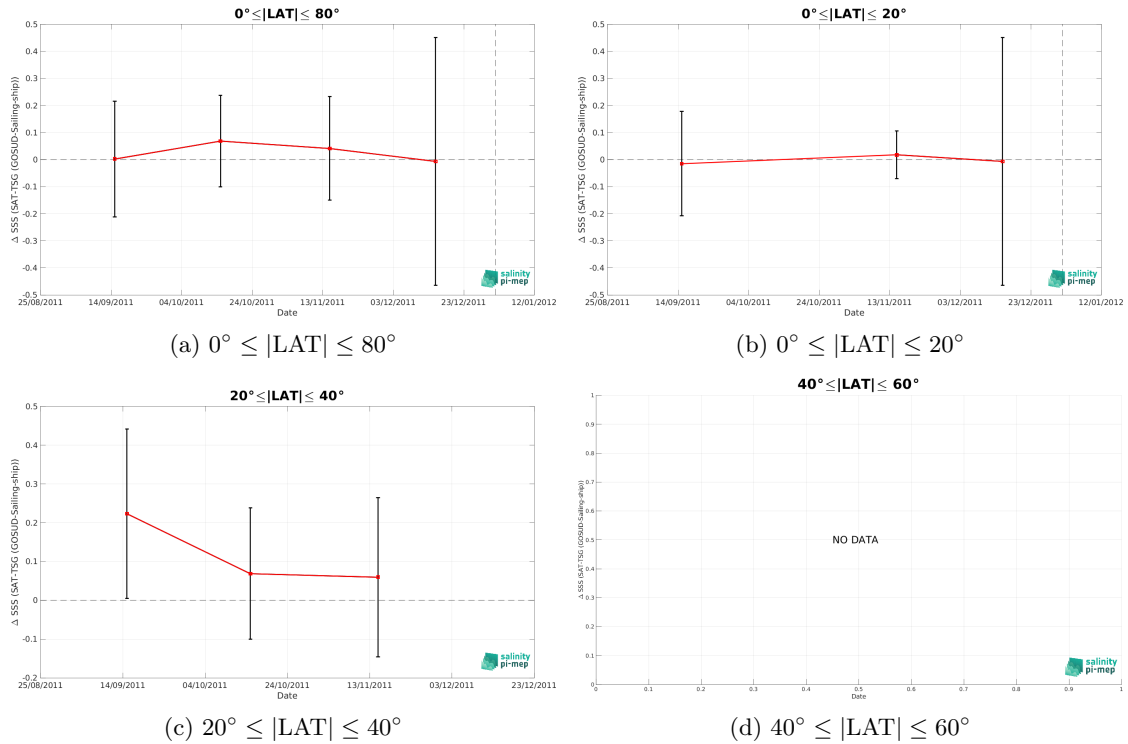 0°≤|LAT|≤ 80°
Δ SSS (SAT-TSG (GOSUD-Sailing-ship))
0.5
0.4
0.3
0.2
0.1
0
-0.1
-0.2
-0.3
-0.4
-0.5
salinity
pi-mep
25/08/2011 14/09/2011 04/10/2011 24/10/2011 13/11/2011 03/12/2011 23/12/2011 12/01/2012
Date
(a) 0° ≤ |LAT| ≤ 80°
0°≤|LAT|≤ 20°
Δ SSS (SAT-TSG (GOSUD-Sailing-ship))
0.5
0.4
0.3
0.2
0.1
0
-0.1
-0.2
-0.3
-0.4
-0.5
salinity
pi-mep
25/08/2011 14/09/2011 04/10/2011 24/10/2011 13/11/2011 03/12/2011 23/12/2011 12/01/2012
Date
(b) 0° ≤ |LAT| ≤ 20°
20°≤|LAT|≤ 40°
Δ SSS (SAT-TSG (GOSUD-Sailing-ship))
0.5
0.4
0.3
0.2
0.1
0
-0.1
-0.2
salinity
pi-mep
25/08/2011 14/09/2011 04/10/2011 24/10/2011 13/11/2011 03/12/2011 23/12/2011
Date
(c) 20° ≤ |LAT| ≤ 40°
40°≤|LAT|≤ 60°
Δ SSS (SAT-TSG (GOSUD-Sailing-ship))
1
0.9
0.8
0.7
0.6
0.5
0.4
0.3
0.2
0.1
0
NO DATA
salinity
pi-mep
0 0.1 0.2 0.3 0.4 0.5 0.6 0.7 0.8 0.9 1
Date
(d) 40° ≤ |LAT| ≤ 60°